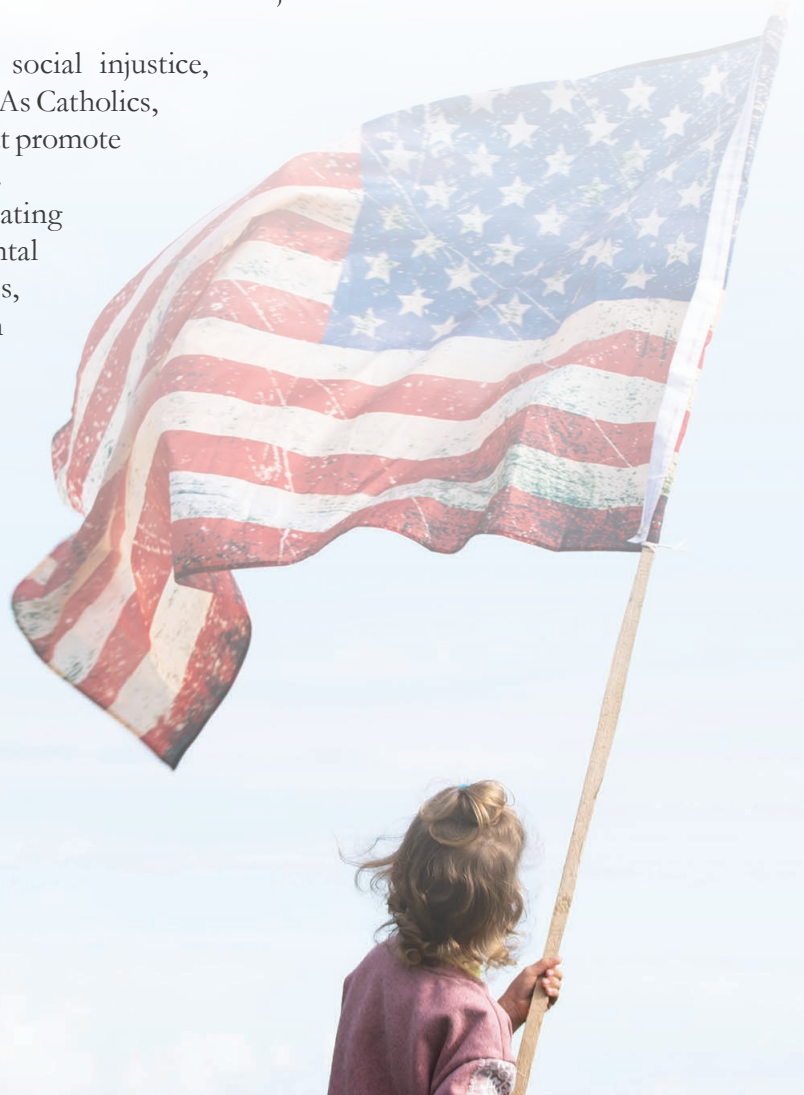 social injustice,
As Catholics,
t promote
ating
ntal
s,